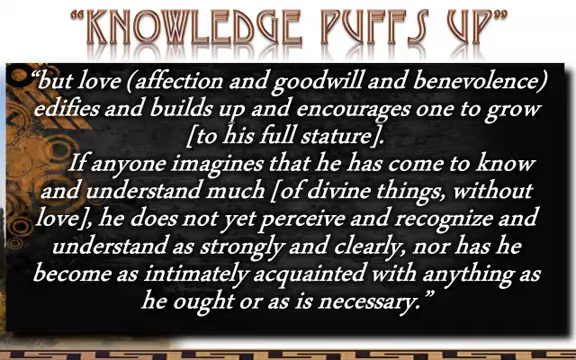 “KNOWLEDGE PUFFS UP”
“but love (affection and goodwill and benevolence)
edifies and builds up and encourages one to grow
[to his full stature].
If anyone imagines that he has come to know
and understand much [of divine things, without
love], he does not yet perceive and recognize and
understand as strongly and clearly, nor has he
become as intimately acquainted with anything as
he ought or as is necessary.”